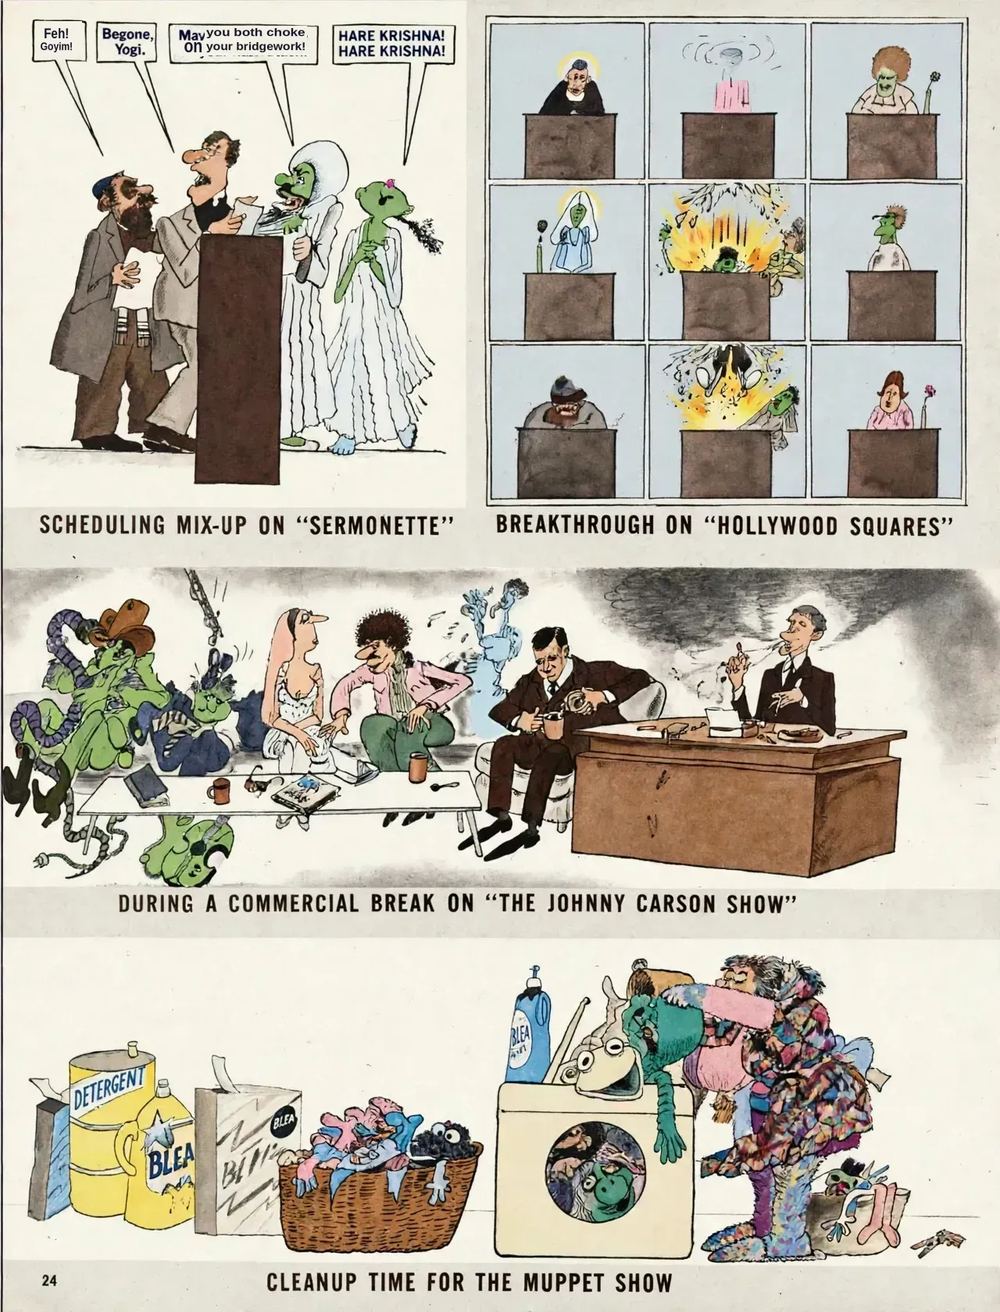 Feh!
Goyim!
Begone,
Yogi.
May you both choke
on your bridgework!
HARE KRISHNA!
HARE KRISHNA!
SCHEDULING MIX-UP ON “SERMONETTE”
BREAKTHROUGH ON “HOLLYWOOD SQUARES”
DURING A COMMERCIAL BREAK ON “THE JOHNNY CARSON SHOW”
DETERGENT
BLEA
BLEA
BLEA
24
CLEANUP TIME FOR THE MUPPET SHOW